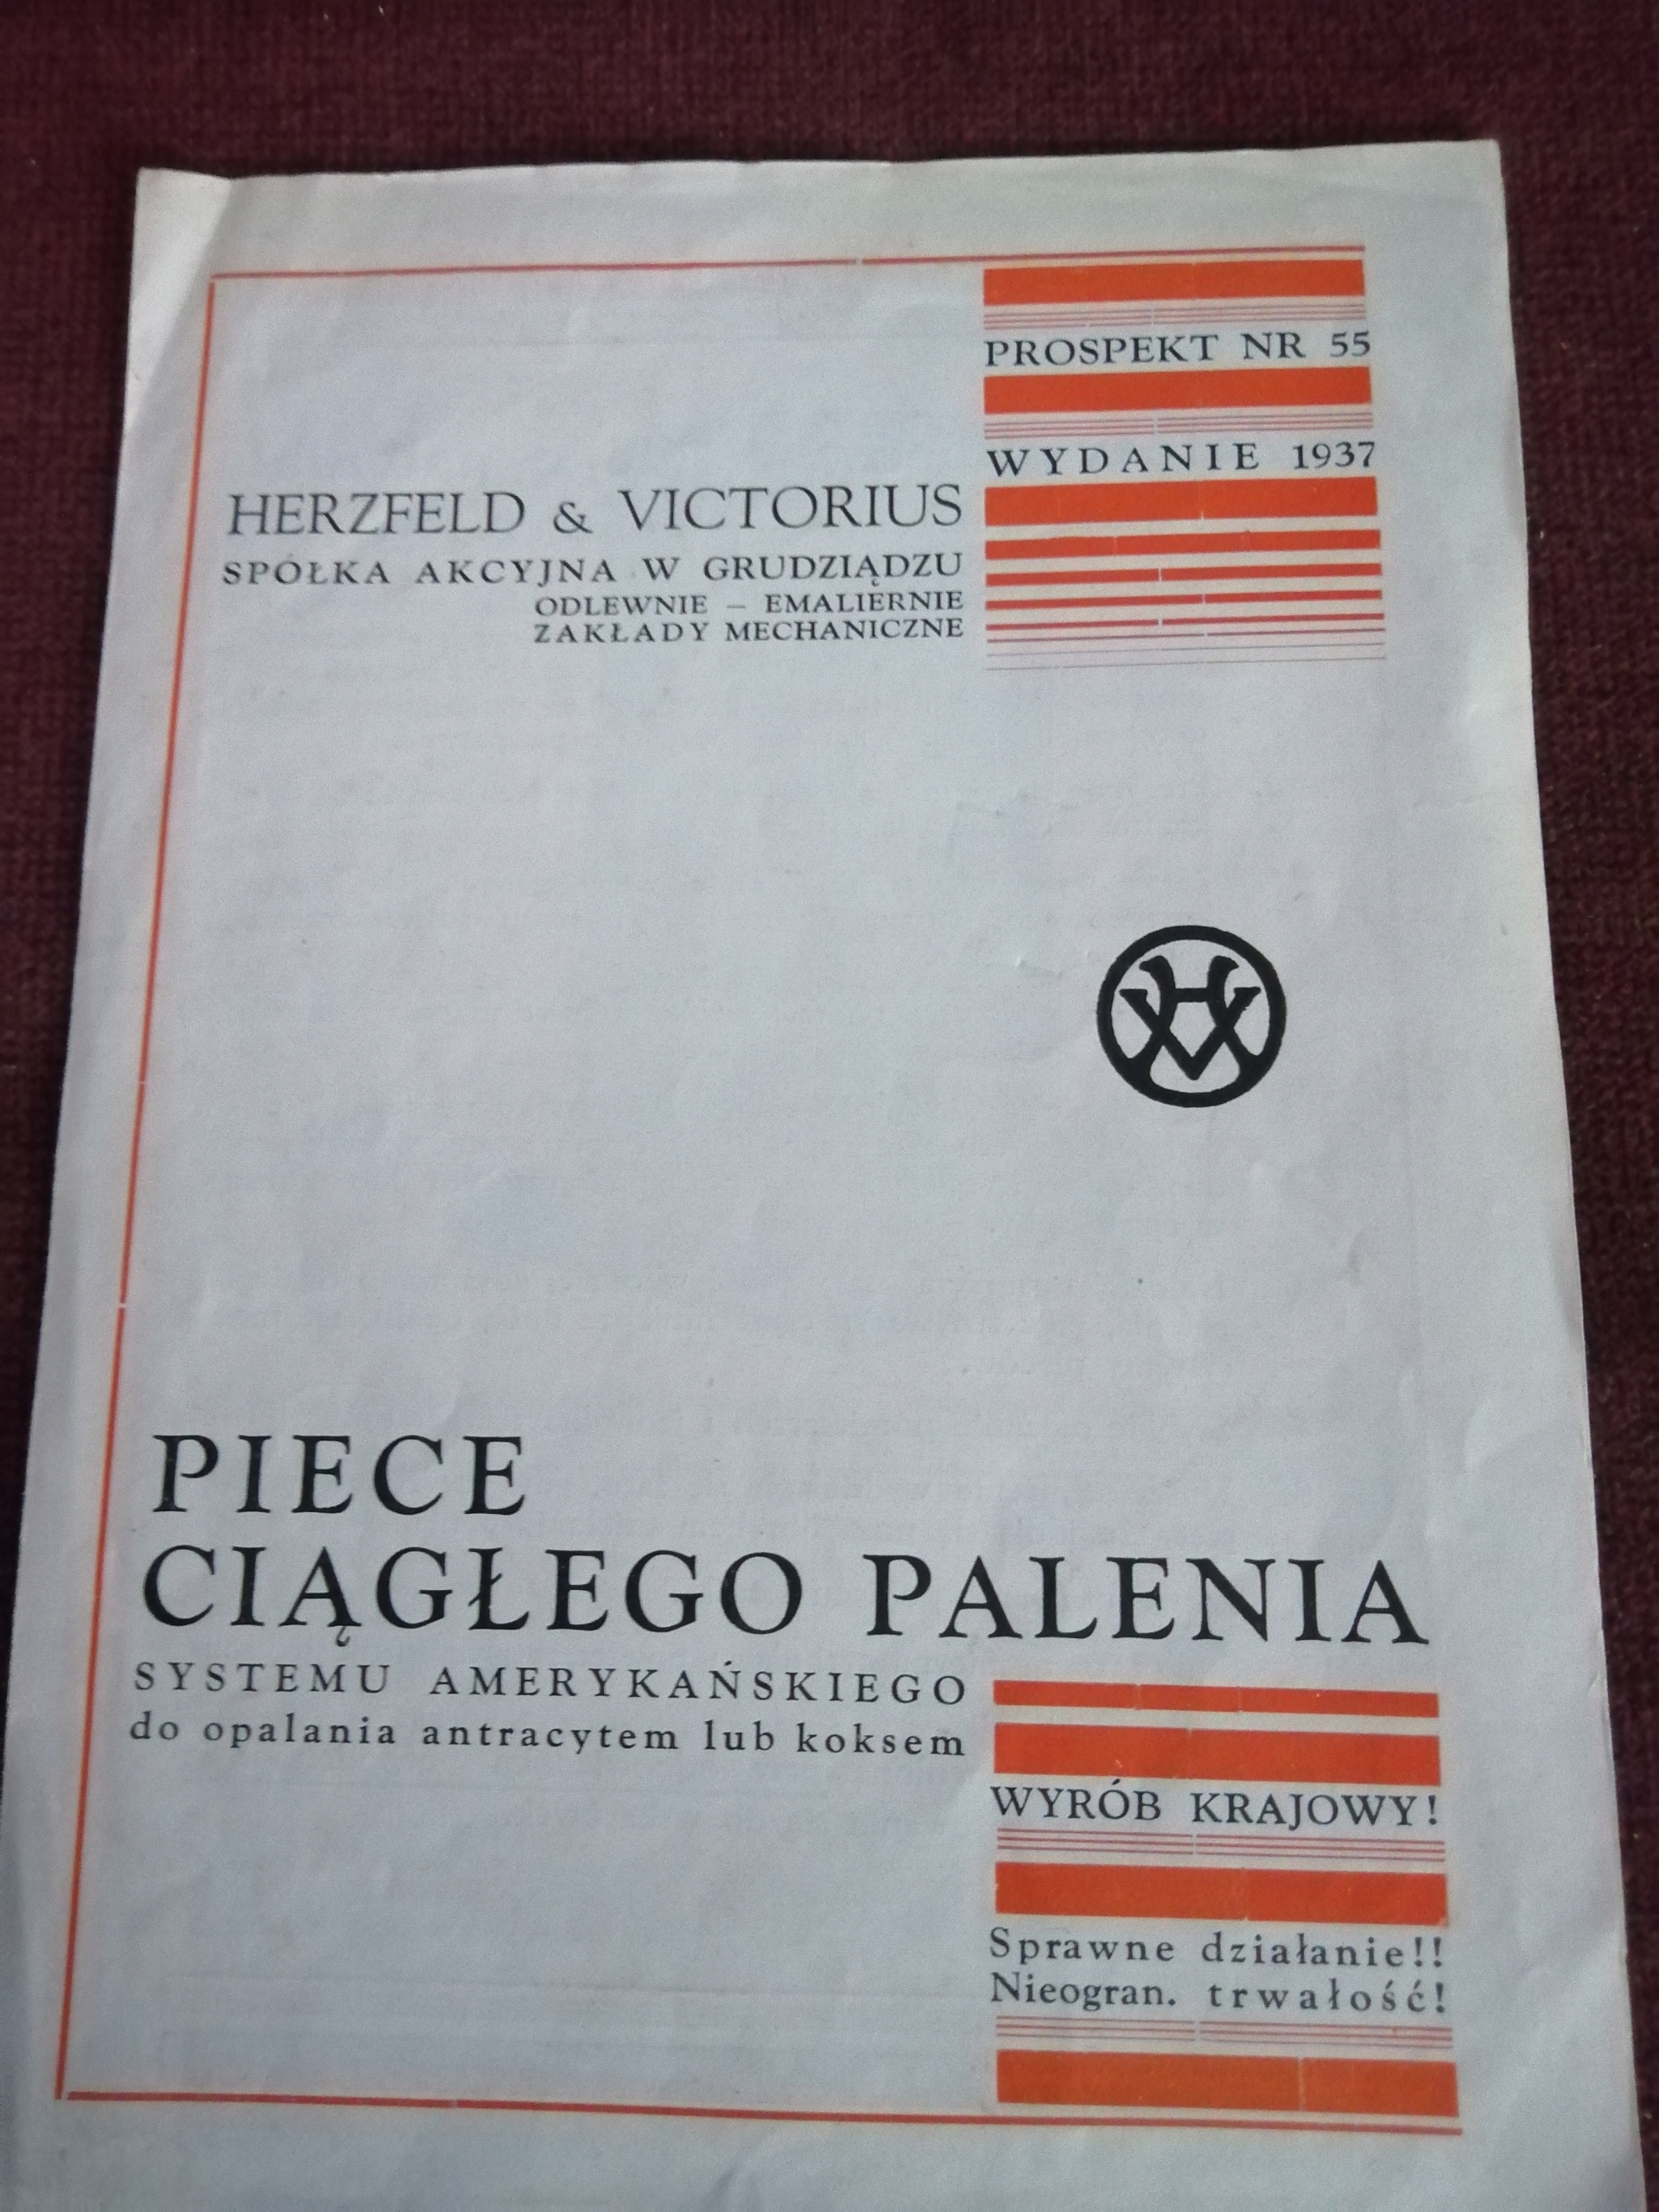 PROSPEKT NR 55
WYDANIE 1937
HERZFELD & VICTORIUS
SPÓŁKA AKCYJNA W GRUDZIĄDZU
ODLEWNIE – EMALIERNIE
ZAKŁADY MECHANICZNE
HV
PIECE
CIĄGŁEGO PALENIA
SYSTEMU AMERYKAŃSKIEGO
do opalania antracytem lub koksem
WYRÓB KRAJOWY!
Sprawne działanie!!
Nieogran. trwałość!